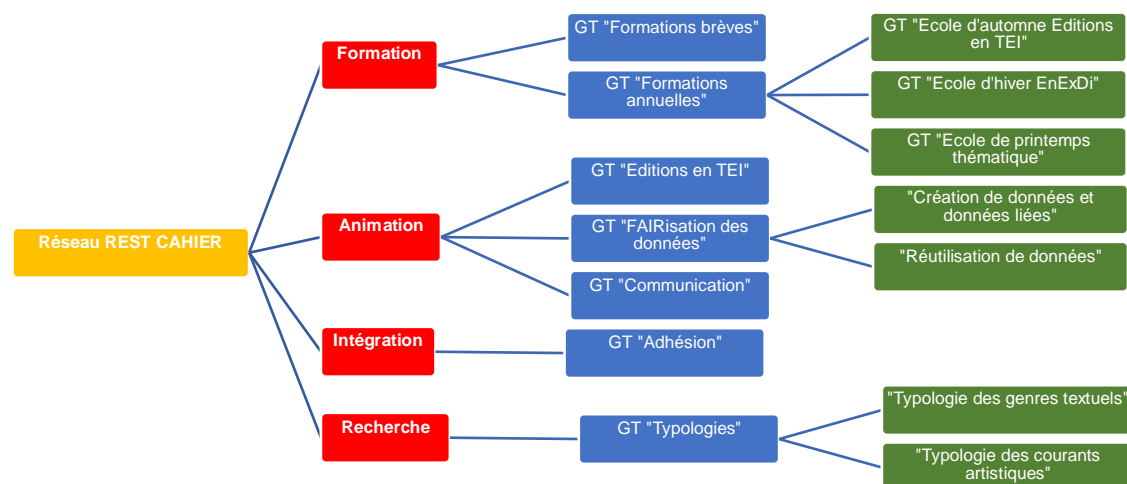 Réseau REST CAHIER
Formation
GT "Formations brèves"
GT "Formations
annuelles"
GT "Ecole d'automne Editions
en TEI"
GT "Ecole d'hiver EnExDi"
GT "Ecole de printemps
thématique"
Animation
GT "Editions en TEI"
GT "FAIRisation des
données"
"Création de données et
données liées"
"Réutilisation de données"
GT "Communication"
Intégration
GT "Adhésion"
Recherche
GT "Typologies"
"Typologie des genres textuels"
"Typologie des courants
artistiques"